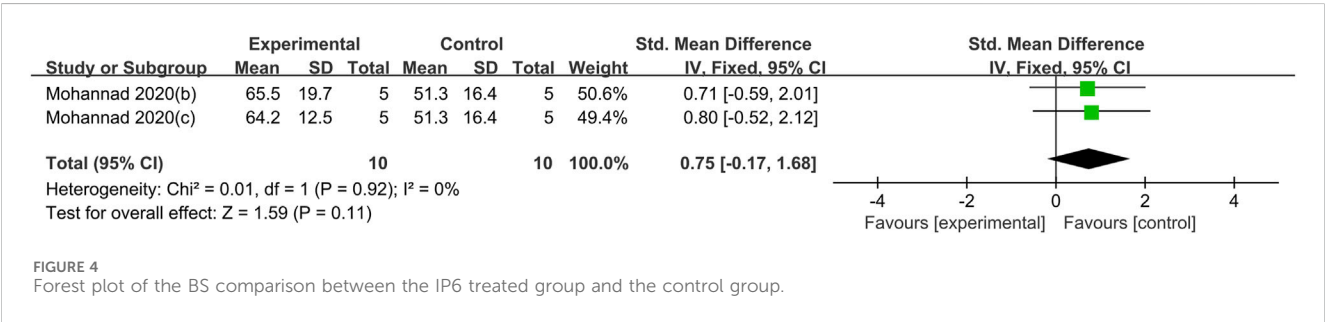 Experimental Control Std. Mean Difference Std. Mean Difference
Study or Subgroup Mean SD Total Mean SD Total Weight IV, Fixed, 95% CI IV, Fixed, 95% CI
Mohannad 2020(b) 65.5 19.7 5 51.3 16.4 5 50.6% 0.71 [-0.59, 2.01]
Mohannad 2020(c) 64.2 12.5 5 51.3 16.4 5 49.4% 0.80 [-0.52, 2.12]
Total (95% CI) 10 10 100.0% 0.75 [-0.17, 1.68]
Heterogeneity: Chi² = 0.01, df = 1 (P = 0.92); I² = 0%
Test for overall effect: Z = 1.59 (P = 0.11)
-4 -2 0 2 4
Favours [experimental] Favours [control]
FIGURE 4
Forest plot of the BS comparison between the IP6 treated group and the control group.